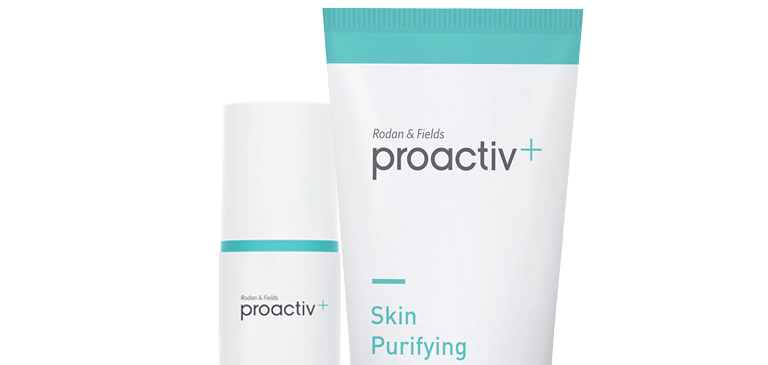 Rodan & Fields
proactiv+
Rodan & Fields
proactiv+
Skin
Purifying